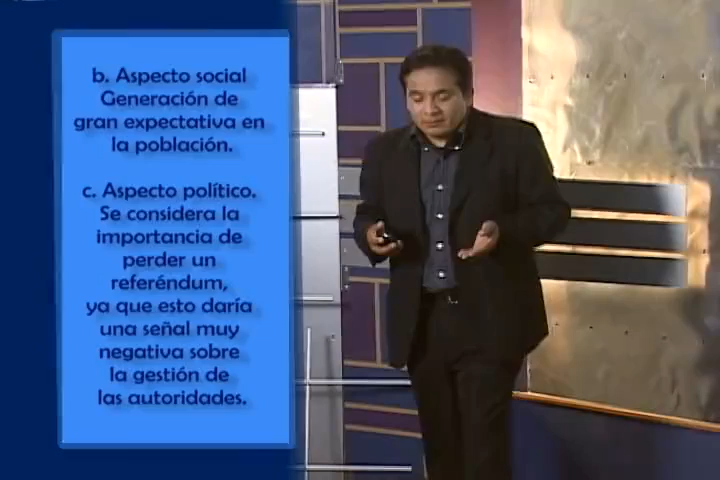 b. Aspecto social
Generación de
gran expectativa en
la población.
c. Aspecto político.
Se considera la
importancia de
perder un
referéndum,
ya que esto daría
una señal muy
negativa sobre
la gestión de
las autoridades.